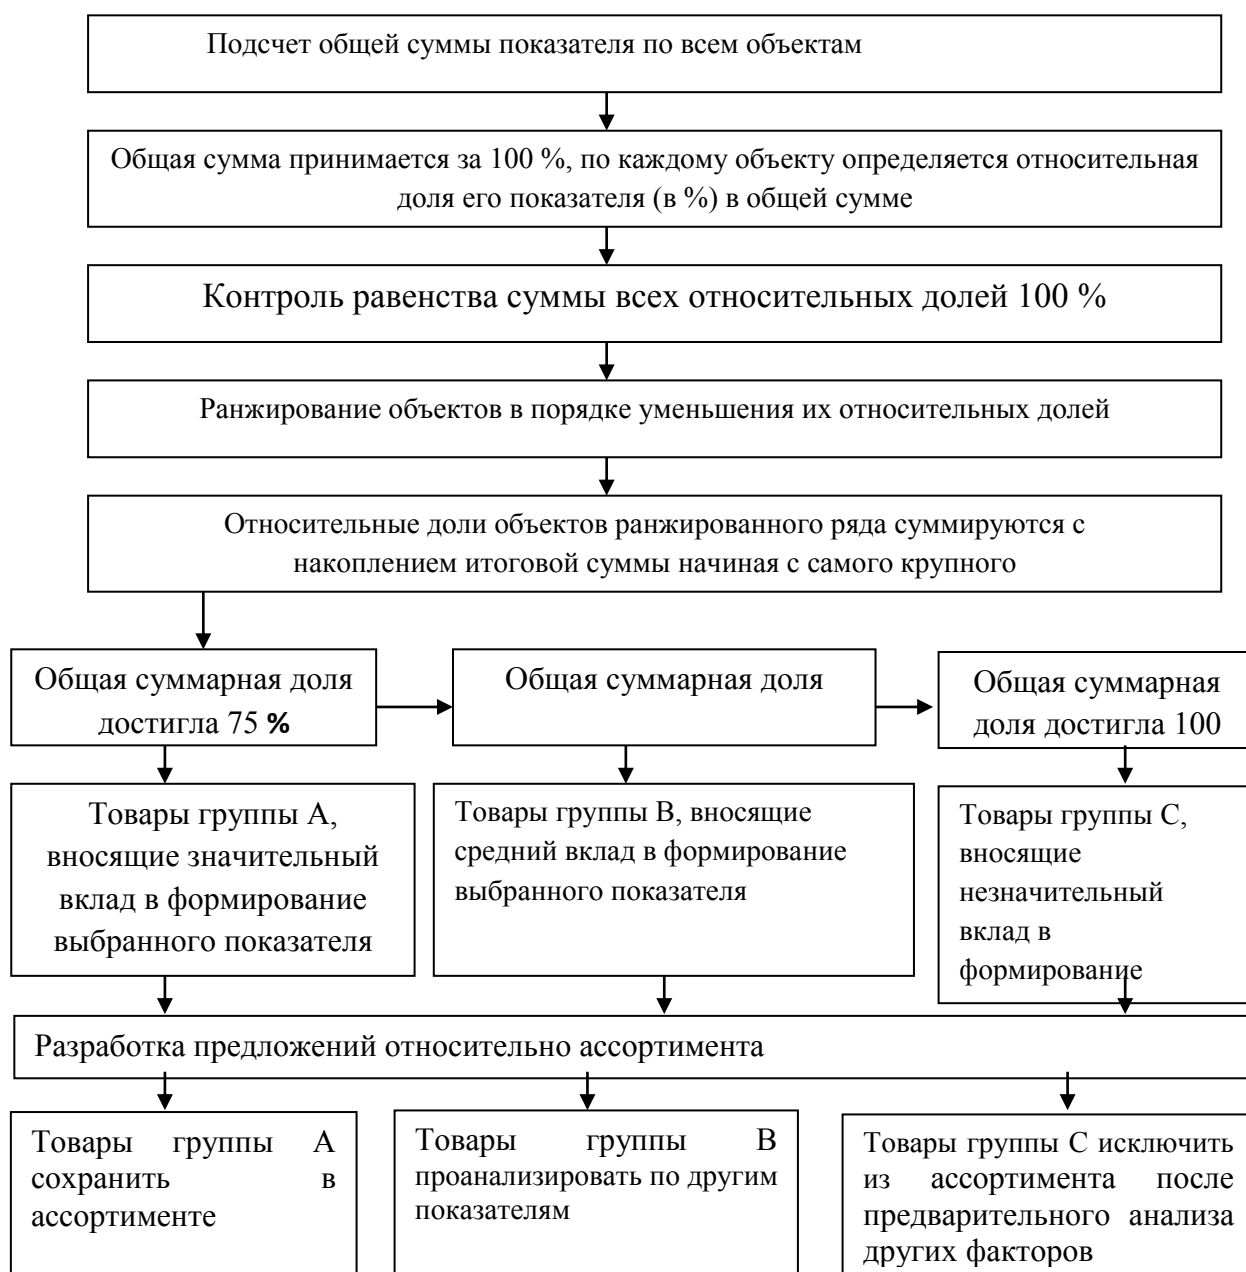 Подсчет общей суммы показателя по всем объектам
Общая сумма принимается за 100 %, по каждому объекту определяется относительная
доля его показателя (в %) в общей сумме
Контроль равенства суммы всех относительных долей 100 %
Ранжирование объектов в порядке уменьшения их относительных долей
Относительные доли объектов ранжированного ряда суммируются с
накоплением итоговой суммы начиная с самого крупного
Общая суммарная доля
достигла 75 %
Общая суммарная доля
Общая суммарная
доля достигла 100
Товары группы А,
вносящие значительный
вклад в формирование
выбранного показателя
Товары группы В, вносящие
средний вклад в формирование
выбранного показателя
Товары группы С,
вносящие
незначительный
вклад в
формирование
Разработка предложений относительно ассортимента
Товары группы А
сохранить в
ассортименте
Товары группы В
проанализировать по другим
показателям
Товары группы С исключить
из ассортимента после
предварительного анализа
других факторов